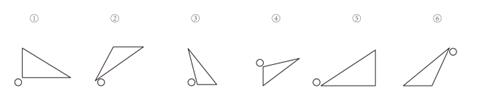 ① ② ③ ④ ⑤ ⑥